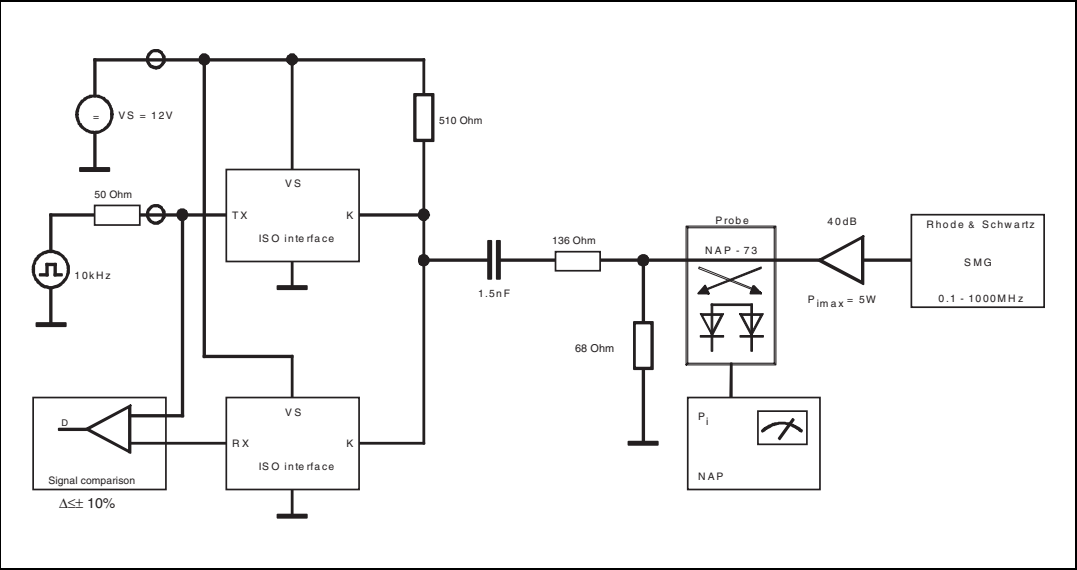 =
VS = 12V
510 Ohm
50 Ohm
VS
TX
K
ISO interface
10kHz
1.5nF
136 Ohm
68 Ohm
Probe
NAP - 73
40dB
Pimax = 5W
Rhode & Schwartz
SMG
0.1 - 1000MHz
Pi
NAP
D
Signal comparison
Δ≤± 10%
VS
RX
K
ISO interface